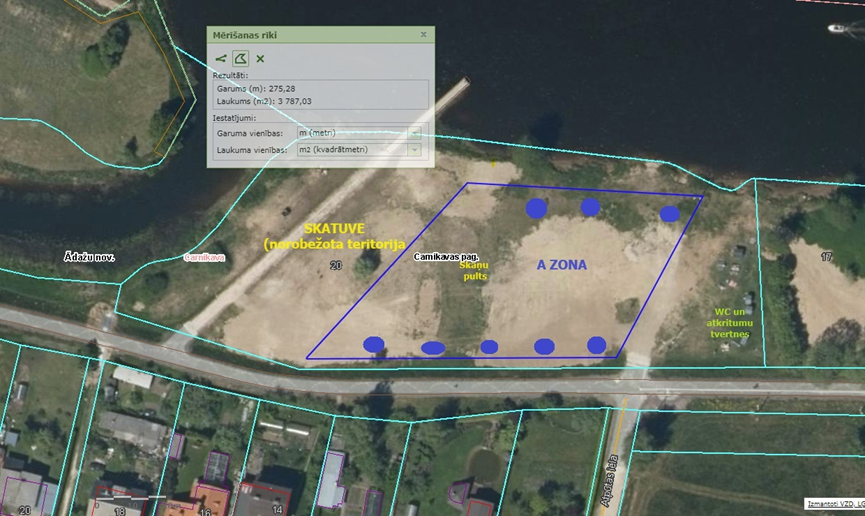 Mērīšanas rīki
x
Rezultāti:
Garums (m): 275,28
Laukums (m2): 3 787,03
Iestatījumi:
Garuma vienības: m (metri)
Laukuma vienības: m2 (kvadrātmetri)
SKATUVE
(norobežota teritorija
Ādažu nov.
Carnikava
Carnikavas pag.
20
Skaņu
pults
A ZONA
17
WC un
atkritumu
tvertnes
Atpūtas iela
20
18
16
14
Izmantoti VZD, LĢ